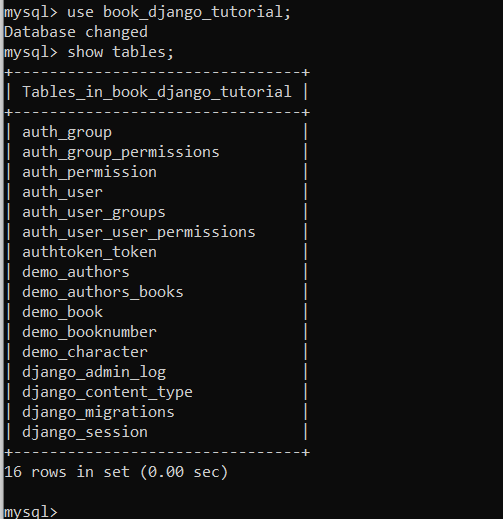 mysql> use book_django_tutorial;
Database changed
mysql> show tables;
+-------------------------------+
| Tables_in_book_django_tutorial |
+-------------------------------+
| auth_group |
| auth_group_permissions |
| auth_permission |
| auth_user |
| auth_user_groups |
| auth_user_user_permissions |
| authtoken_token |
| demo_authors |
| demo_authors_books |
| demo_book |
| demo_booknumber |
| demo_character |
| django_admin_log |
| django_content_type |
| django_migrations |
| django_session |
+-------------------------------+
16 rows in set (0.00 sec)
mysql>